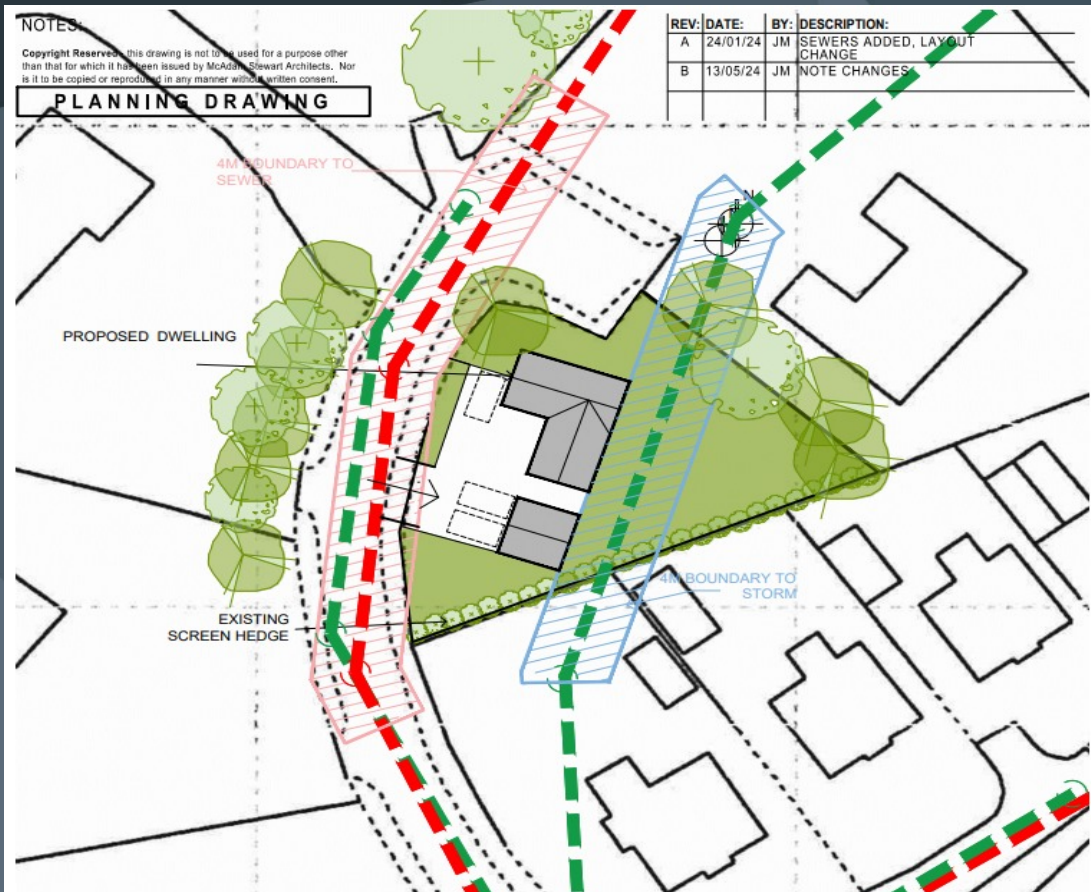 NOTES:
Copyright Reserved, this drawing is not to be used for a purpose other
than that for which it has been issued by McAdam Stewart Architects. Nor
is it to be copied or reproduced in any manner without written consent.
PLANNING DRAWING
REV: DATE: BY: DESCRIPTION:
A 24/01/24 JM SEWERS ADDED, LAYOUT
CHANGE
B 13/05/24 JM NOTE CHANGES
4M BOUNDARY TO
SEWER
N
PROPOSED DWELLING
4M BOUNDARY TO
STORM
EXISTING
SCREEN HEDGE